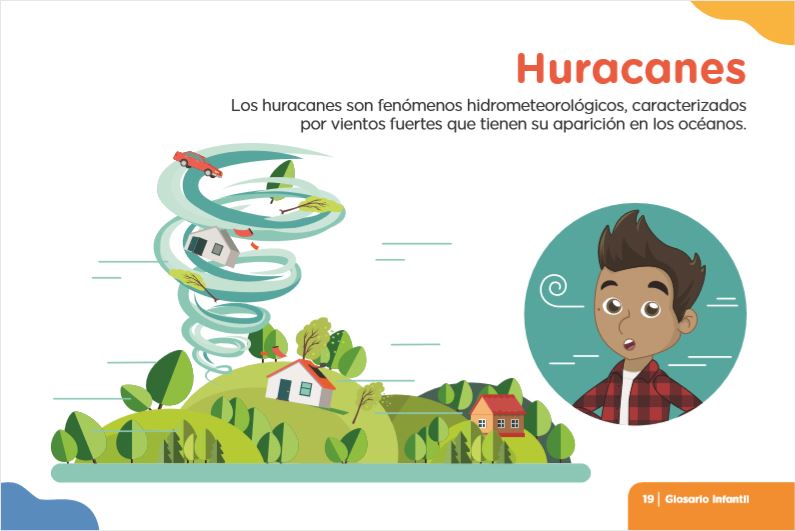 Huracanes
Los huracanes son fenómenos hidrometeorológicos, caracterizados
por vientos fuertes que tienen su aparición en los océanos.
19 | Glosario Infantil